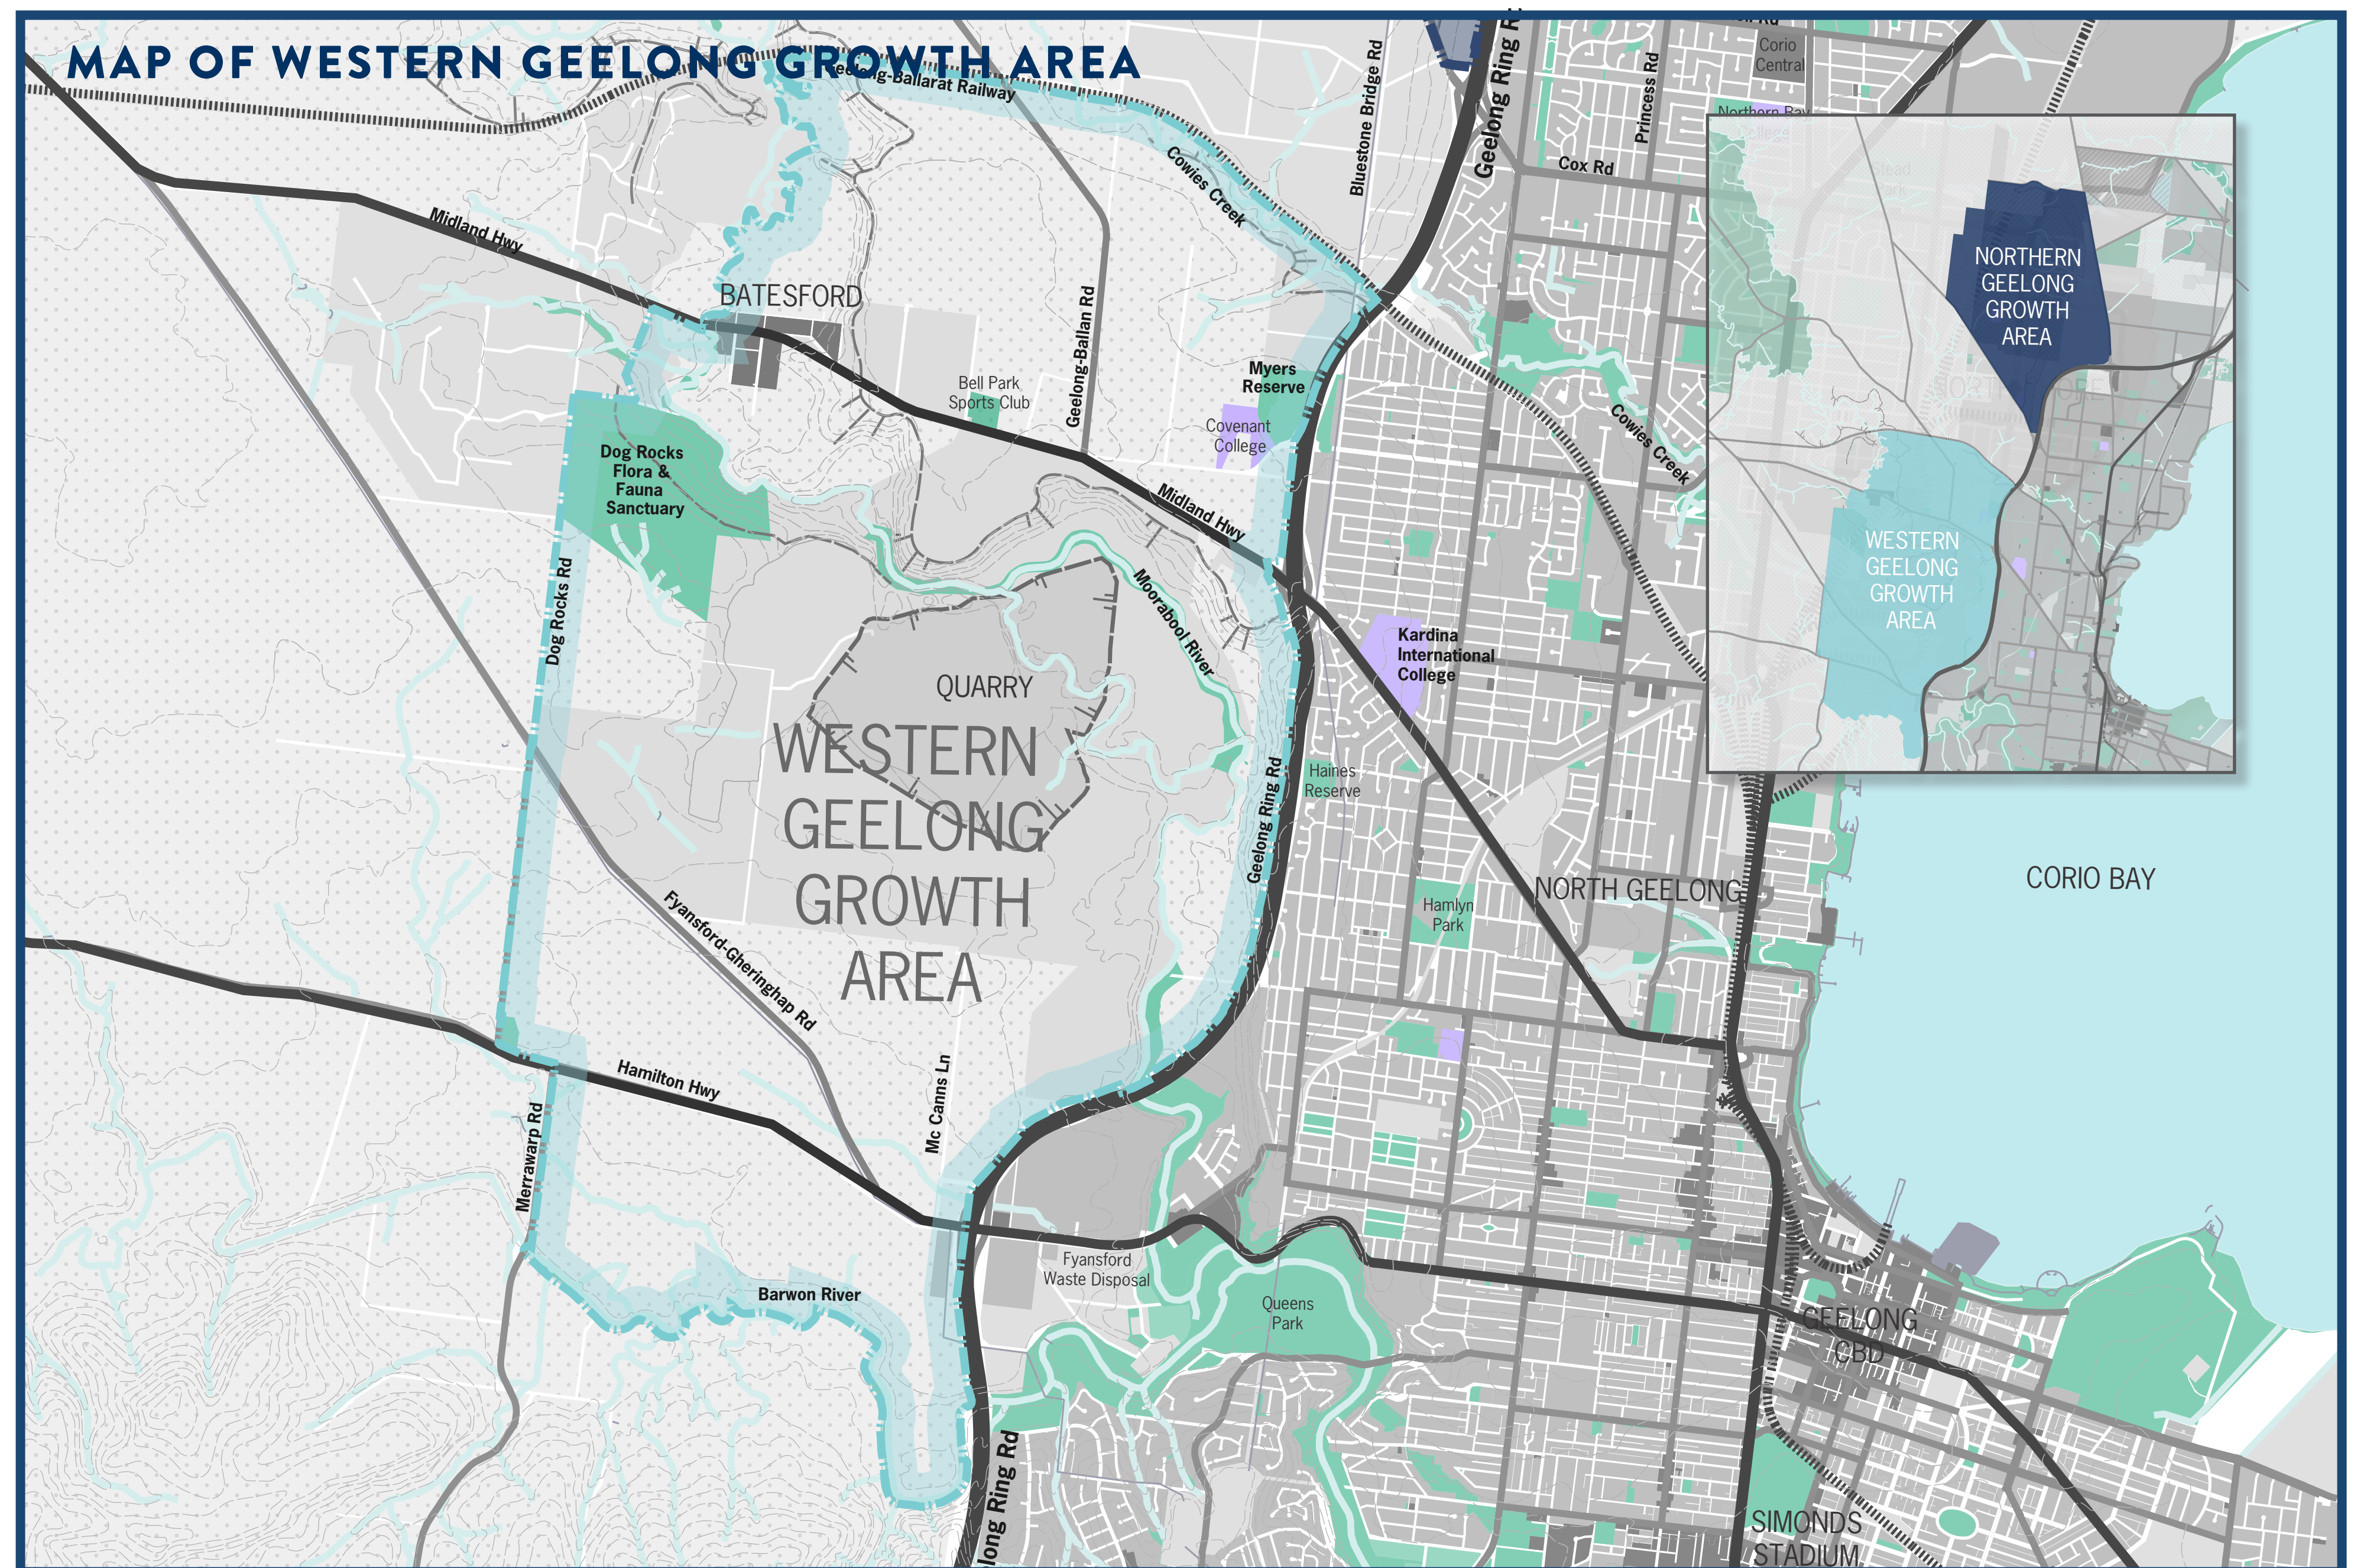 MAP OF WESTERN GEELONG GROWTH AREA
Geelong-Ballarat Railway
Midland Hwy
BATESFORD
Cowies Creek
Bluestone Bridge Rd
Geelong Ring
Princess Rd
Cox Rd
Corio
Central
Northern Bay
College
Geelong-Ballan Rd
Bell Park
Sports Club
Myers
Reserve
Covenant
College
Midland Hwy
Cowies Creek
Dog Rocks
Flora &
Fauna
Sanctuary
Dog Rocks Rd
Moorabool River
QUARRY
WESTERN
GEELONG
GROWTH
AREA
Kardina
International
College
Haines
Reserve
Geelong Ring Rd
Hamlyn
Park
NORTH GEELONG
CORIO BAY
NORTHERN
GEELONG
GROWTH
AREA
WESTERN
GEELONG
GROWTH
AREA
Fyansford-Gheringhap Rd
Hamilton Hwy
Mc Canns Ln
Merrawarp Rd
Barwon River
Fyansford
Waste Disposal
Queens
Park
GEELONG
CBD
long Ring Rd
SIMONDS
STADIUM